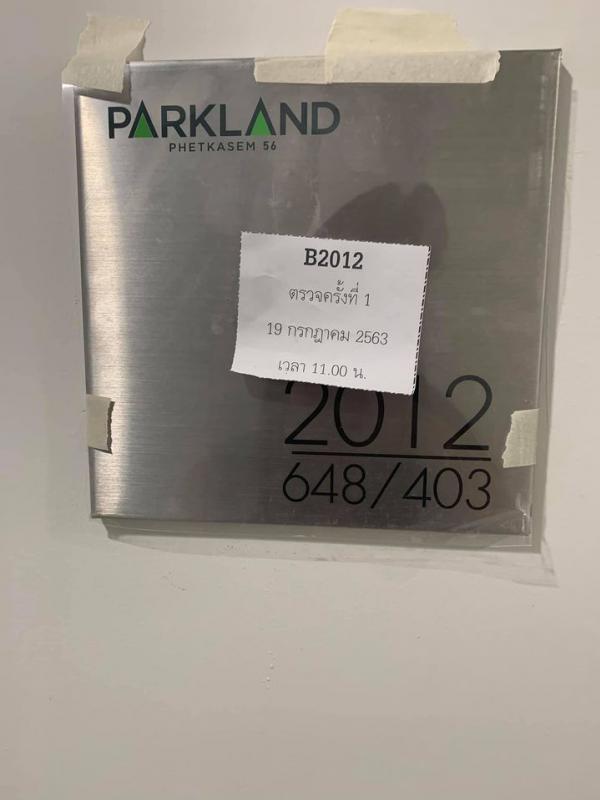 PARKLAND
PHETKASEM 56
B2012
ตรวจครั้งที่ 1
19 กรกฎาคม 2563
เวลา 11.00 น.
2012
648/403